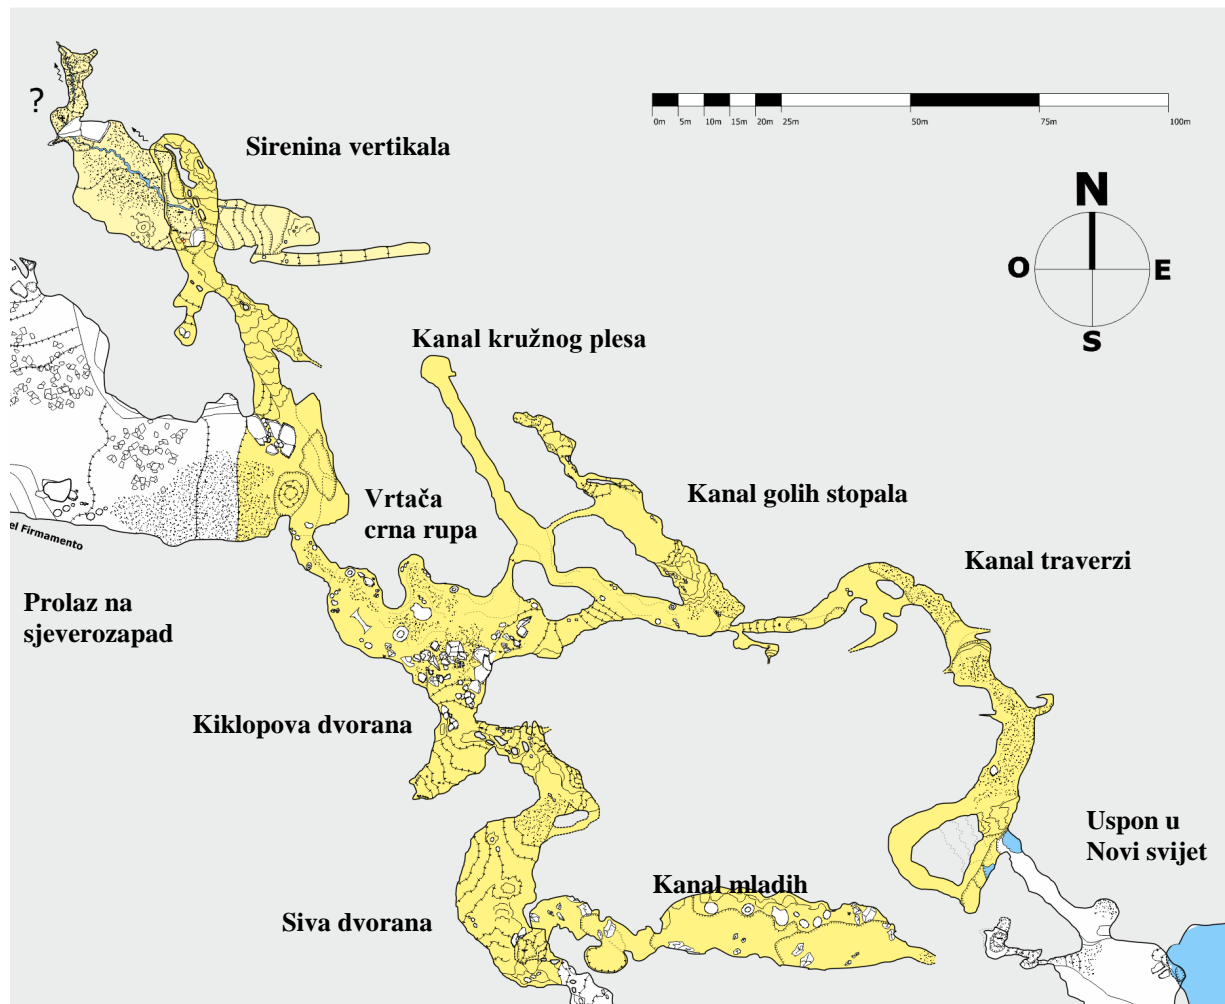 ?
Sirenina vertikala
0m 5m 10m 15m 20m 25m 50m 75m 100m
N
O E
S
Kanal kružnog plesa
Kanal golih stopala
Vrtača
crna rupa
el Firmamento
Kanal traverzi
Prolaz na
sjeverozapad
Kiklopova dvorana
Uspon u
Novi svijet
Kanal mladih
Siva dvorana